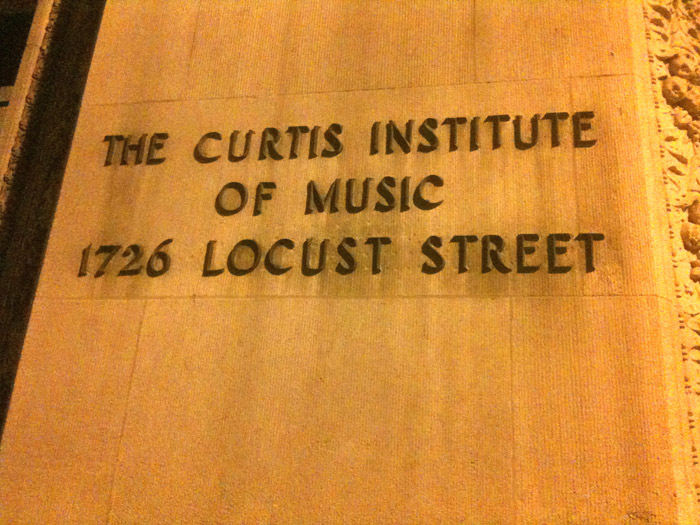 THE CURTIS INSTITUTE
OF MUSIC
1726 LOCUST STREET